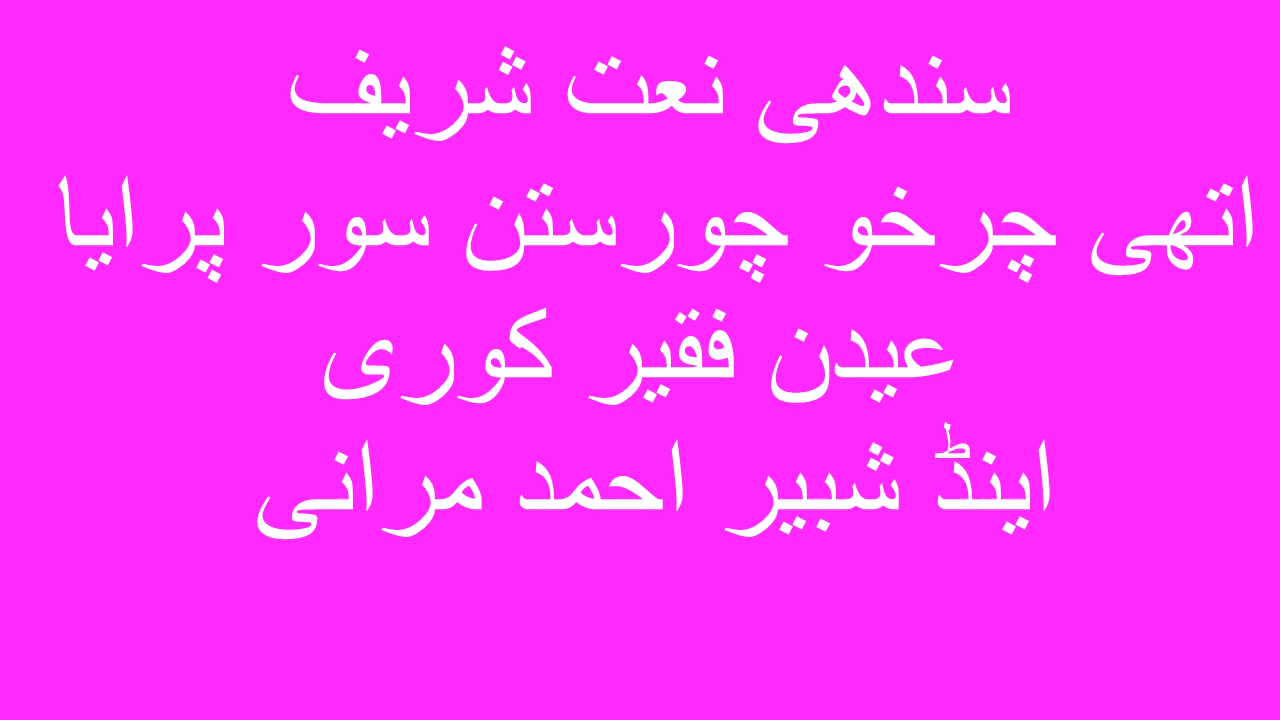 سندھی نعت شریف
اتھی چرخو چورستن سور پرایا
عیدن فقیر کوری
اینڈ شبیر احمد مرانی